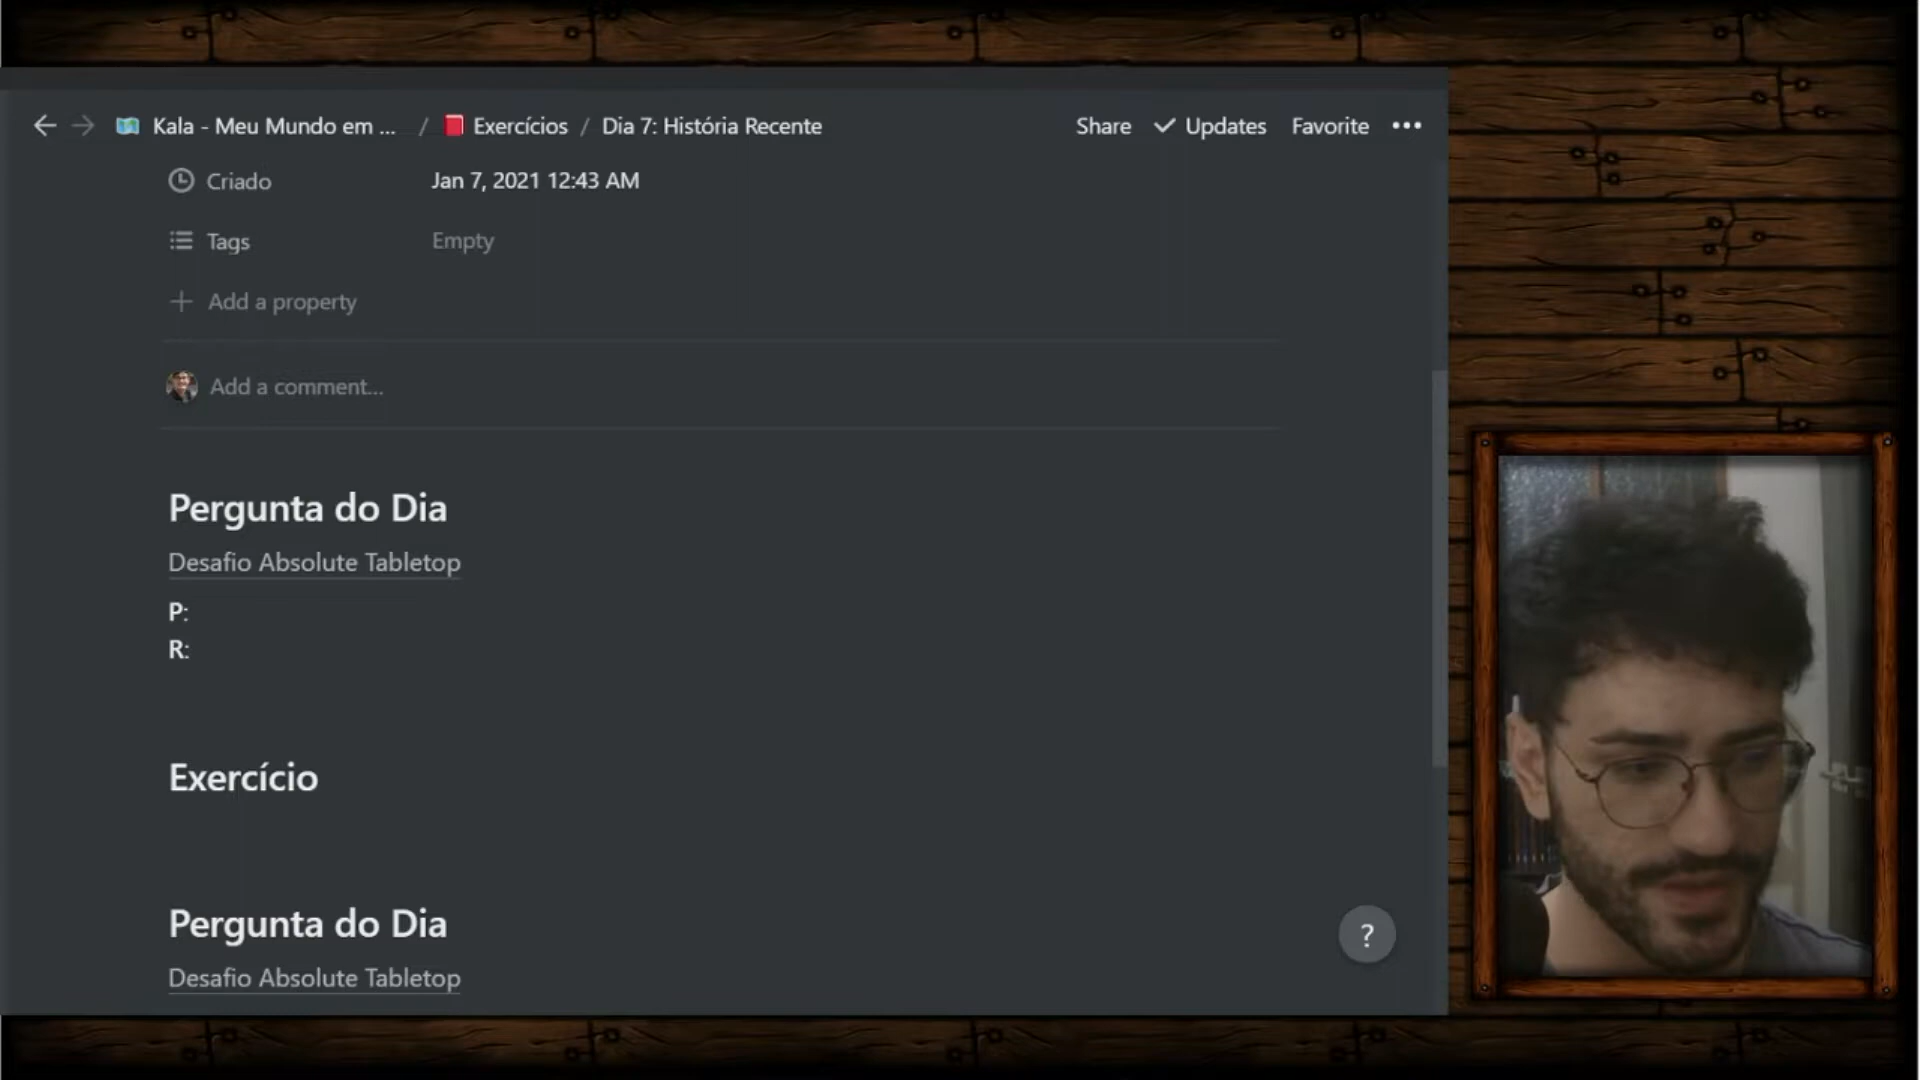 Kala - Meu Mundo em ... / Exercícios / Dia 7: História Recente Share Updates Favorite •••
Criado Jan 7, 2021 12:43 AM
Tags Empty
Add a property
Add a comment...
Pergunta do Dia
Desafio Absolute Tabletop
P:
R:
Exercício
Pergunta do Dia
Desafio Absolute Tabletop
?